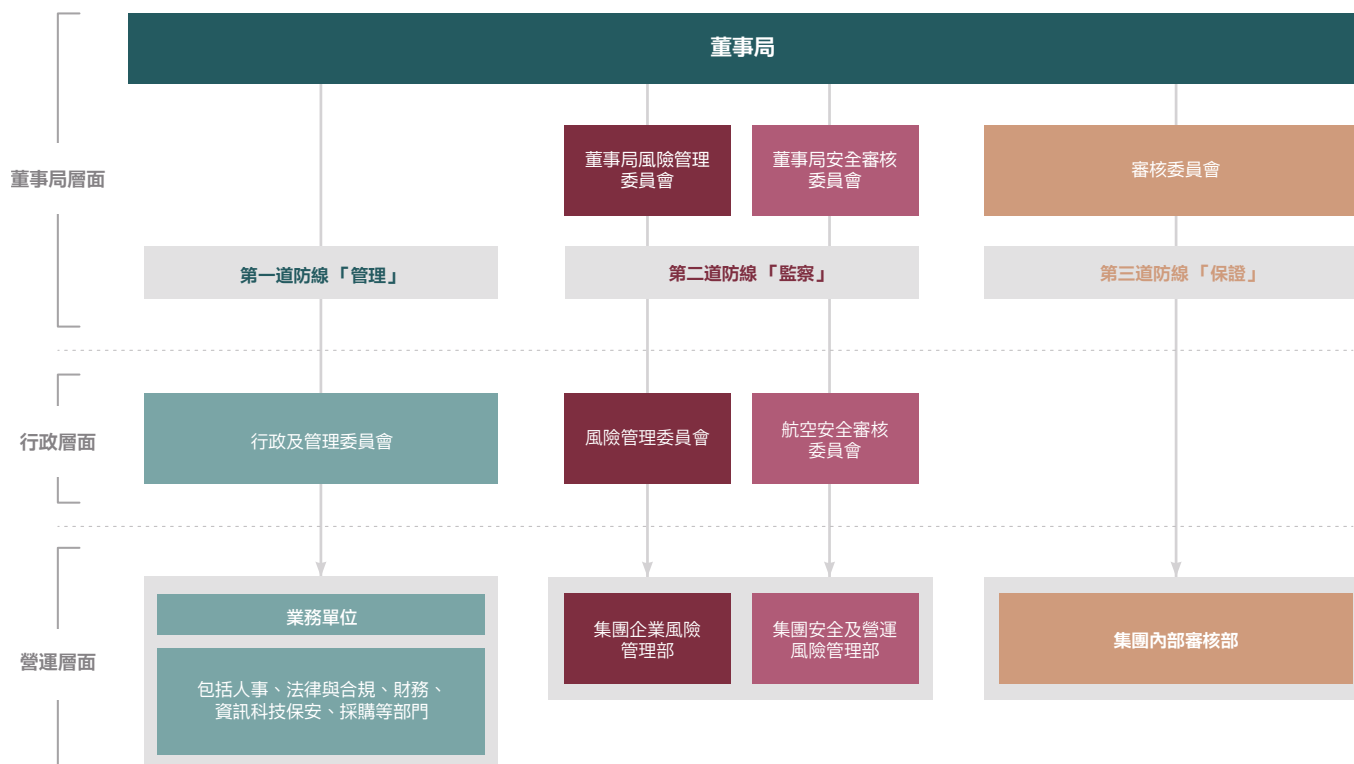 董事局
董事局層面
董事局風險管理
委員會
董事局安全審核
委員會
審核委員會
第一道防線「管理」
第二道防線「監察」
第三道防線「保證」
行政層面
行政及管理委員會
風險管理委員會
航空安全審核
委員會
營運層面
業務單位
包括人事、法律與合規、財務、
資訊科技保安、採購等部門
集團企業風險
管理部
集團安全及營運
風險管理部
集團內部審核部